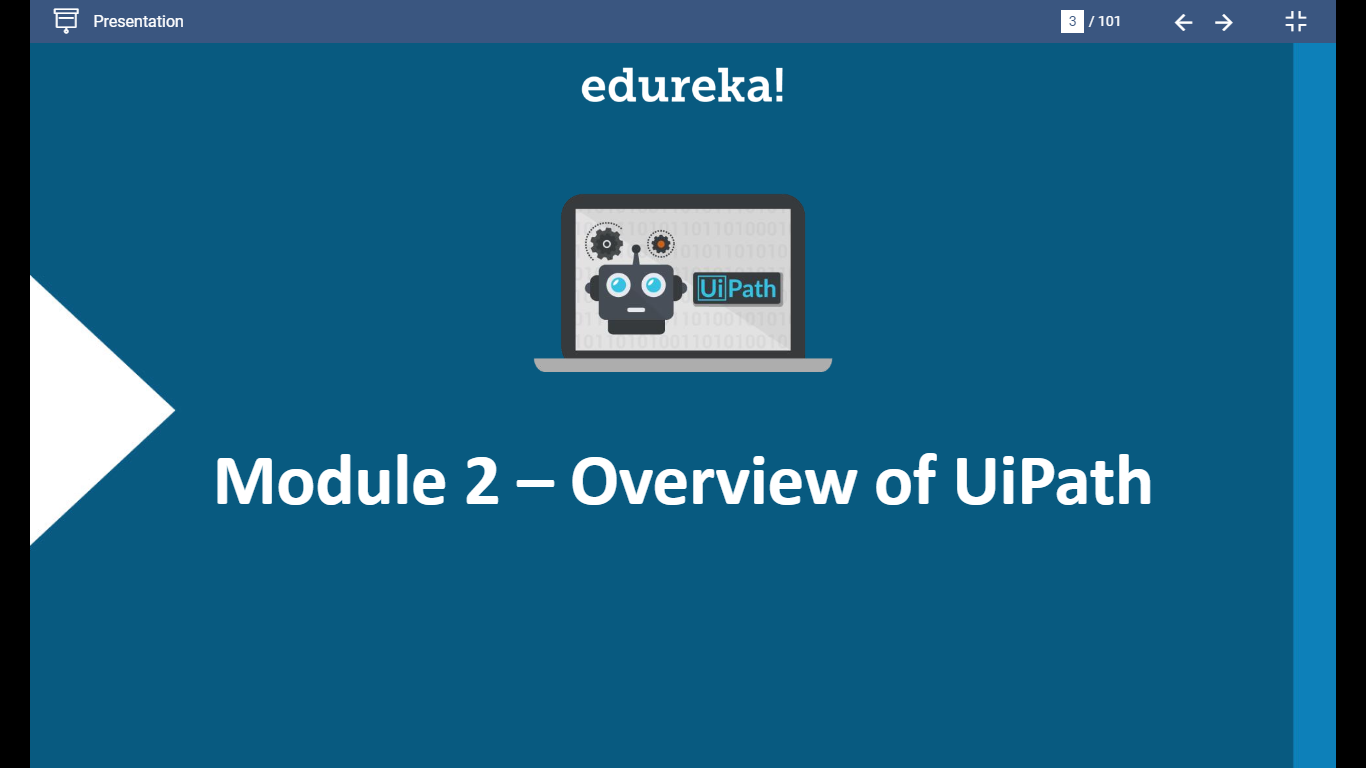 Presentation
3 / 101
edureka!
UiPath
Module 2 – Overview of UiPath